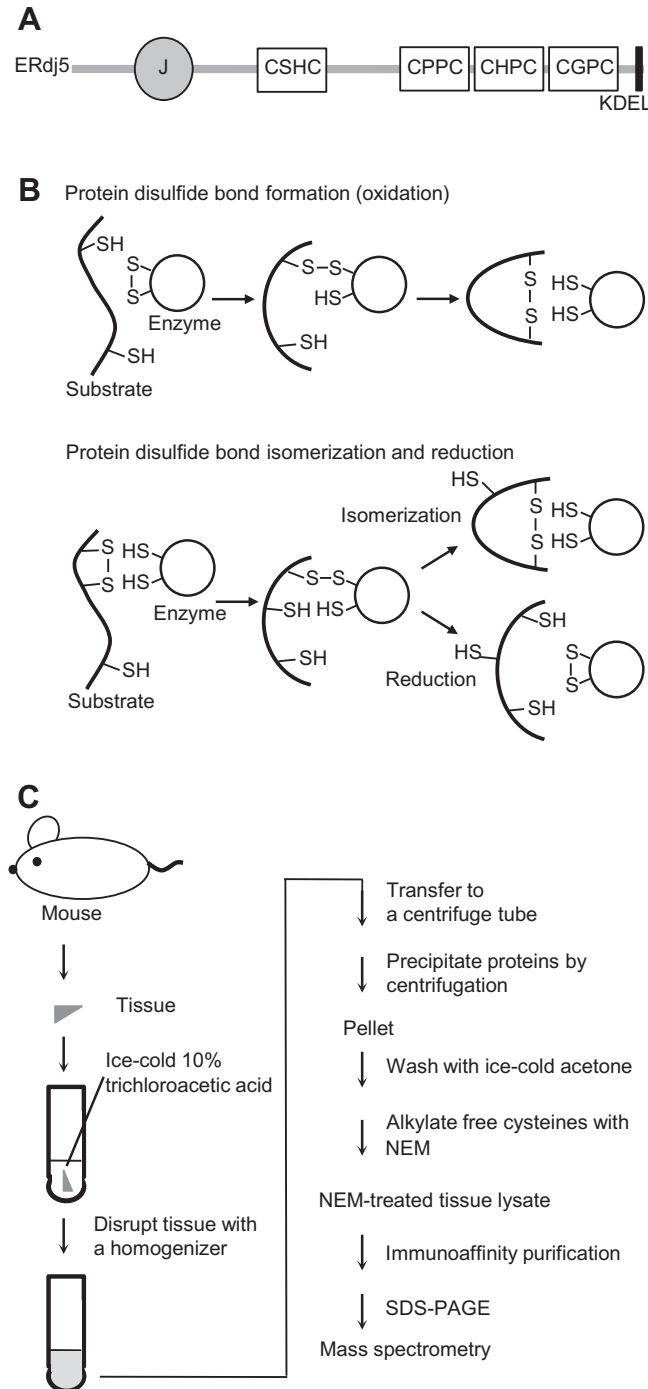 A
ERdj5
J
CSHC
CPPC
CHPC
CGPC
KDEL
B
Protein disulfide bond formation (oxidation)
SH
S
S
Enzyme
SH
Substrate
S–S
HS
SH
S
S
HS
HS
Protein disulfide bond isomerization and reduction
S
S
HS
HS
Enzyme
SH
Substrate
S–S
SH
HS
SH
Isomerization
HS
S
S
HS
HS
Reduction
SH
HS
SH
S
S
C
Mouse
Tissue
Ice-cold 10%
trichloroacetic acid
Disrupt tissue with
a homogenizer
Transfer to
a centrifuge tube
Precipitate proteins by
centrifugation
Pellet
Wash with ice-cold acetone
Alkylate free cysteines with
NEM
NEM-treated tissue lysate
Immunoaffinity purification
SDS-PAGE
Mass spectrometry